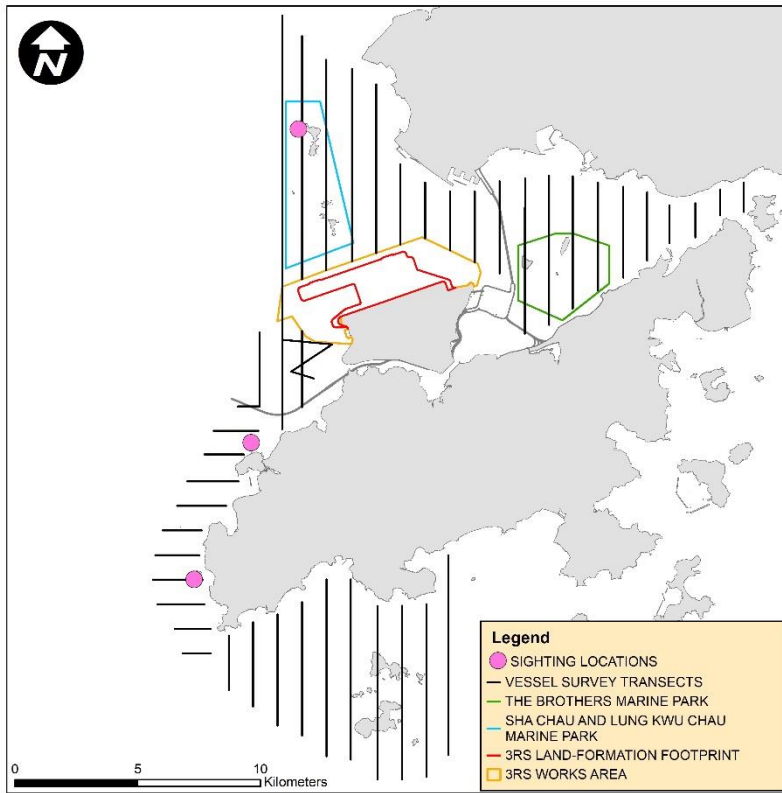 N
Legend
SIGHTING LOCATIONS
VESSEL SURVEY TRANSECTS
THE BROTHERS MARINE PARK
SHA CHAU AND LUNG KWU CHAU
MARINE PARK
3RS LAND-FORMATION FOOTPRINT
3RS WORKS AREA
0 5 10
Kilometers